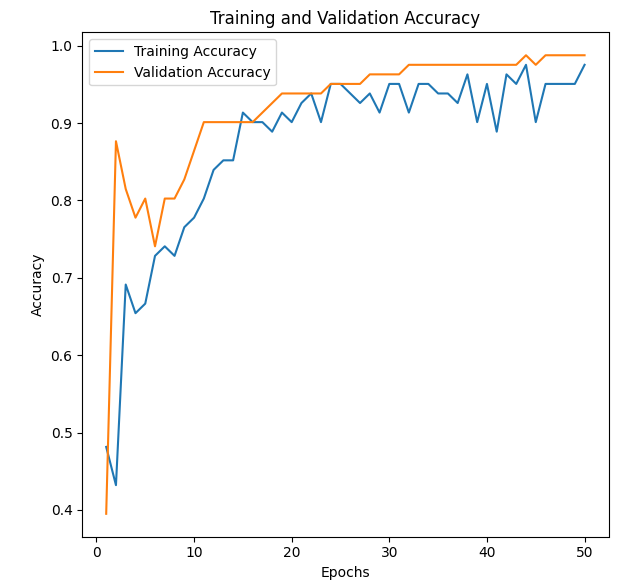 Training and Validation Accuracy
Training Accuracy
Validation Accuracy
1.0
0.9
0.8
0.7
0.6
0.5
0.4
Accuracy
0 10 20 30 40 50
Epochs